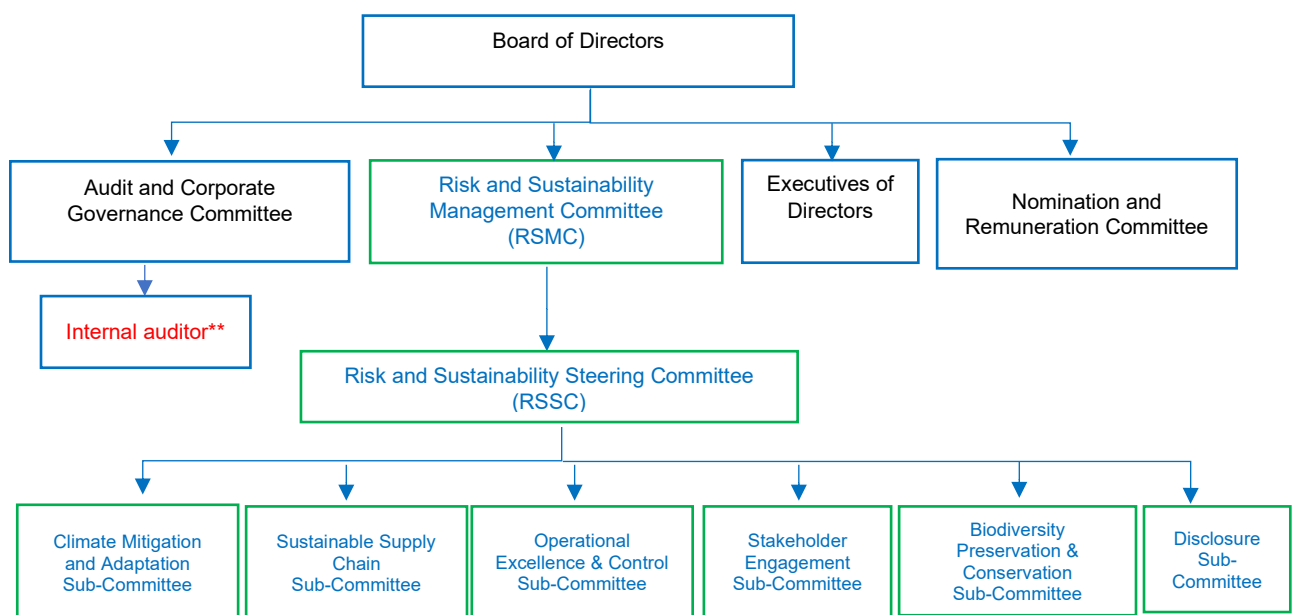 Board of Directors
Audit and Corporate
Governance Committee
Risk and Sustainability
Management Committee
(RSMC)
Executives of
Directors
Nomination and
Remuneration Committee
Internal auditor**
Risk and Sustainability Steering Committee
(RSSC)
Climate Mitigation
and Adaptation
Sub-Committee
Sustainable Supply
Chain
Sub-Committee
Operational
Excellence & Control
Sub-Committee
Stakeholder
Engagement
Sub-Committee
Biodiversity
Preservation &
Conservation
Sub-Committee
Disclosure
Sub-
Committee